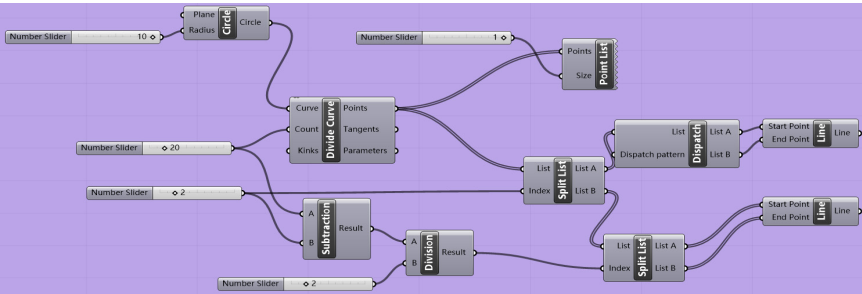 Plane
Radius
Circle
Circle
Number Slider 10
Number Slider 1
Points
Size
Point List
Curve
Count
Kinks
Divide Curve
Points
Tangents
Parameters
Number Slider 20
Number Slider 2
List
Index
Split List
List A
List B
List
Dispatch pattern
Dispatch
List A
List B
Start Point
End Point
Line
Line
A
B
Subtraction
Result
A
B
Division
Result
Number Slider 2
List
Index
Split List
List A
List B
Start Point
End Point
Line
Line